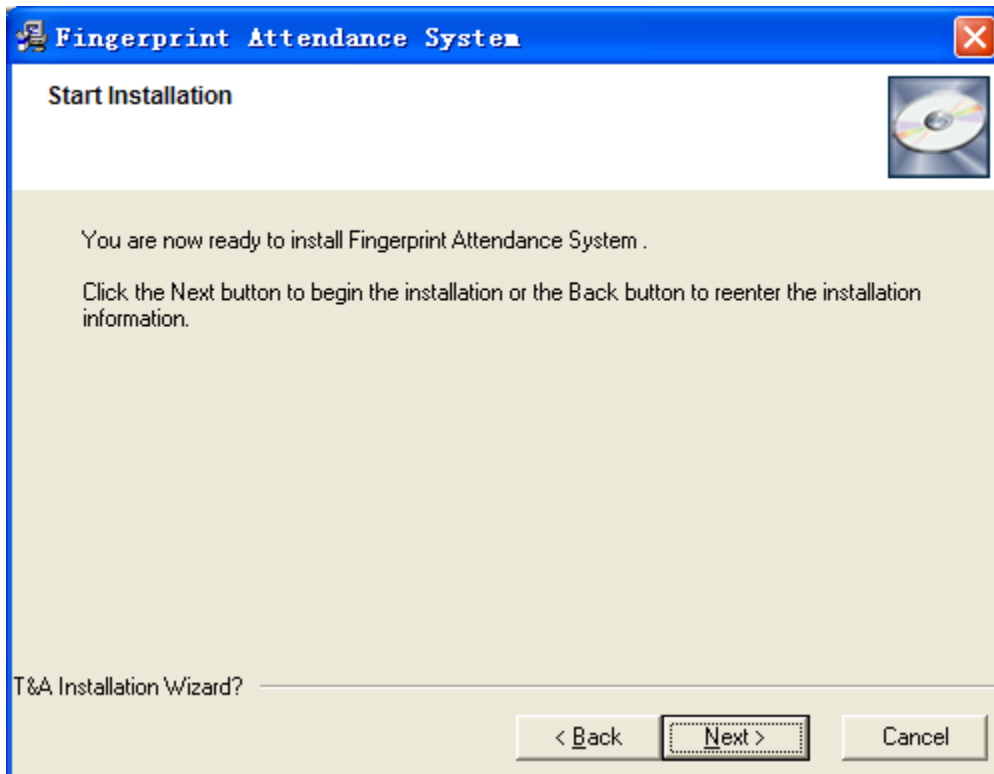 Fingerprint Attendance System
Start Installation
You are now ready to install Fingerprint Attendance System .
Click the Next button to begin the installation or the Back button to reenter the installation
information.
T&A Installation Wizard?
< Back
Next >
Cancel